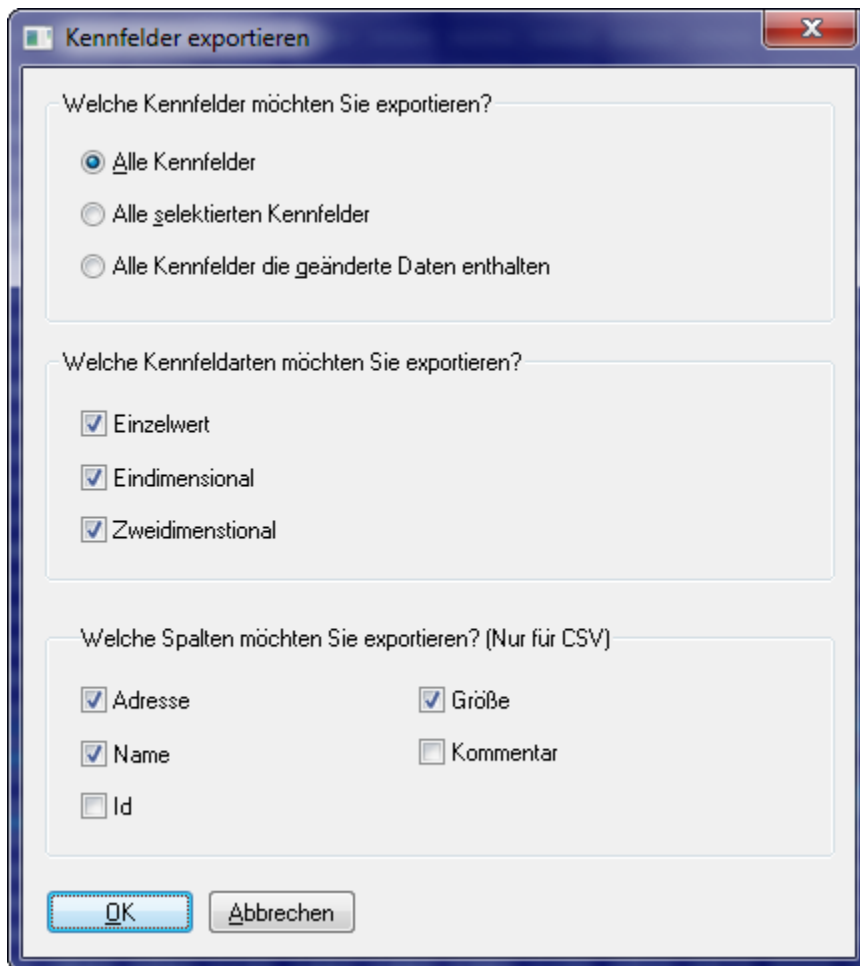 Kennfelder exportieren
Welche Kennfelder möchten Sie exportieren?
Alle Kennfelder
Alle selektierten Kennfelder
Alle Kennfelder die geänderte Daten enthalten
Welche Kennfeldarten möchten Sie exportieren?
Einzelwert
Eindimensional
Zweidimenstional
Welche Spalten möchten Sie exportieren? (Nur für CSV)
Adresse Größe
Name Kommentar
Id
OK Abbrechen